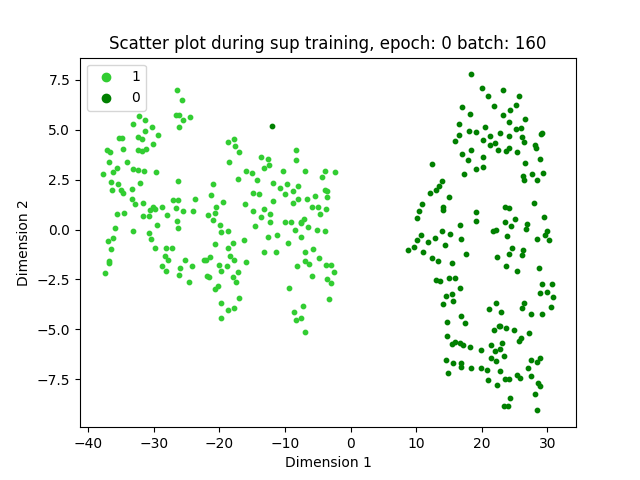 Scatter plot during sup training, epoch: 0 batch: 160
1
0
7.5
5.0
2.5
0.0
−2.5
−5.0
−7.5
Dimension 2
−40 −30 −20 −10 0 10 20 30
Dimension 1